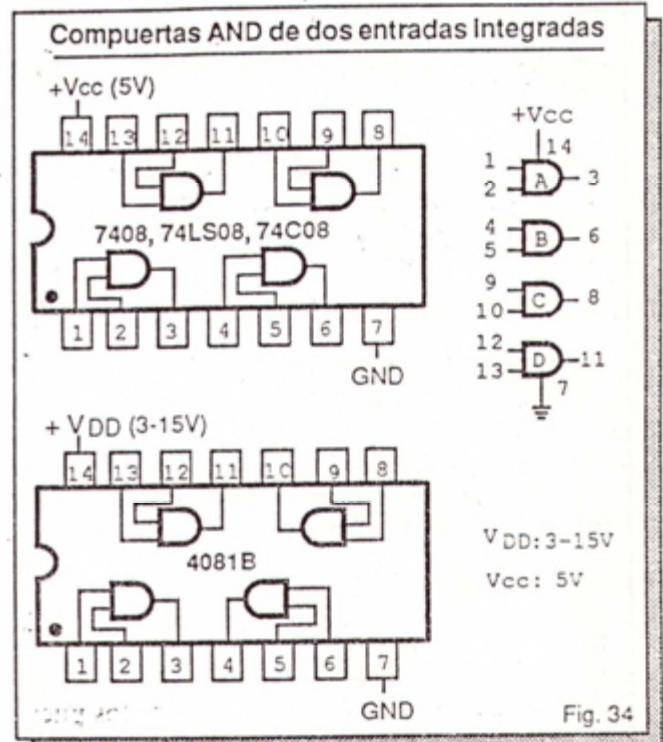 Compuertas AND de dos entradas Integradas
+Vcc (5V)
14 13 12 11 10 9 8
7408, 74LS08, 74C08
1 2 3 4 5 6 7
GND
+Vcc
14
1
2 A 3
4
5 B 6
9
10 C 8
12
13 D 11
7
+ VDD (3-15V)
14 13 12 11 10 9 8
4081B
1 2 3 4 5 6 7
GND
VDD:3-15V
Vcc: 5V
Fig. 34